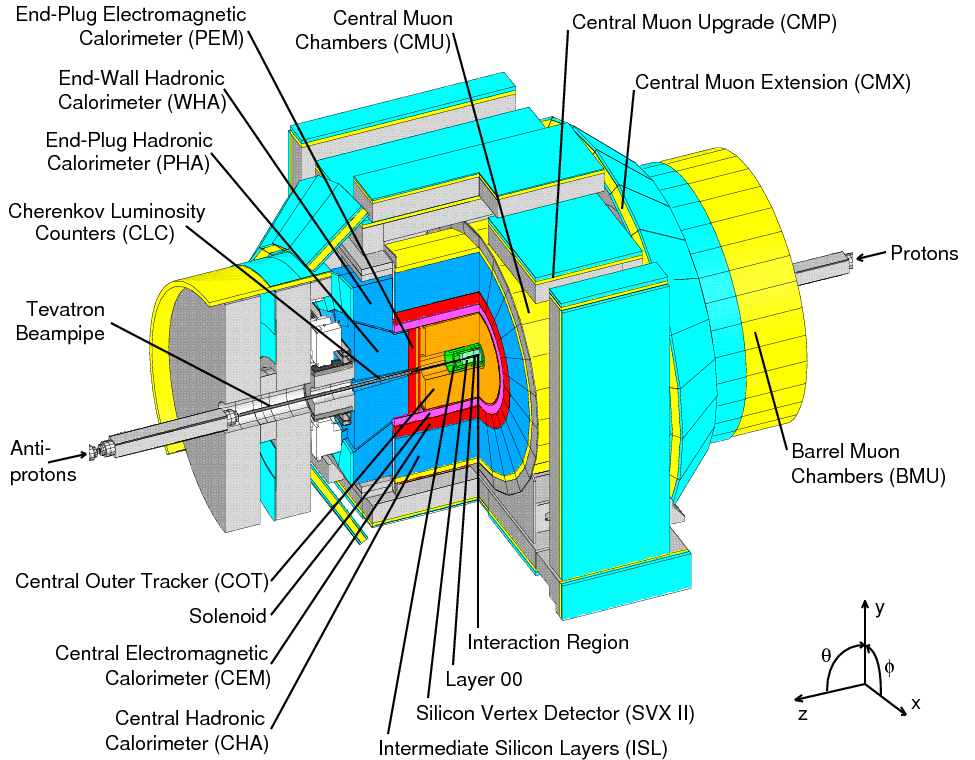 End-Plug Electromagnetic
Calorimeter (PEM)
Central Muon
Chambers (CMU)
Central Muon Upgrade (CMP)
End-Wall Hadronic
Calorimeter (WHA)
Central Muon Extension (CMX)
End-Plug Hadronic
Calorimeter (PHA)
Cherenkov Luminosity
Counters (CLC)
Protons
Tevatron
Beampipe
Anti-
protons
Barrel Muon
Chambers (BMU)
Central Outer Tracker (COT)
Solenoid
Central Electromagnetic
Calorimeter (CEM)
Central Hadronic
Calorimeter (CHA)
Interaction Region
Layer 00
Silicon Vertex Detector (SVX II)
Intermediate Silicon Layers (ISL)
y
θ
ϕ
x
z